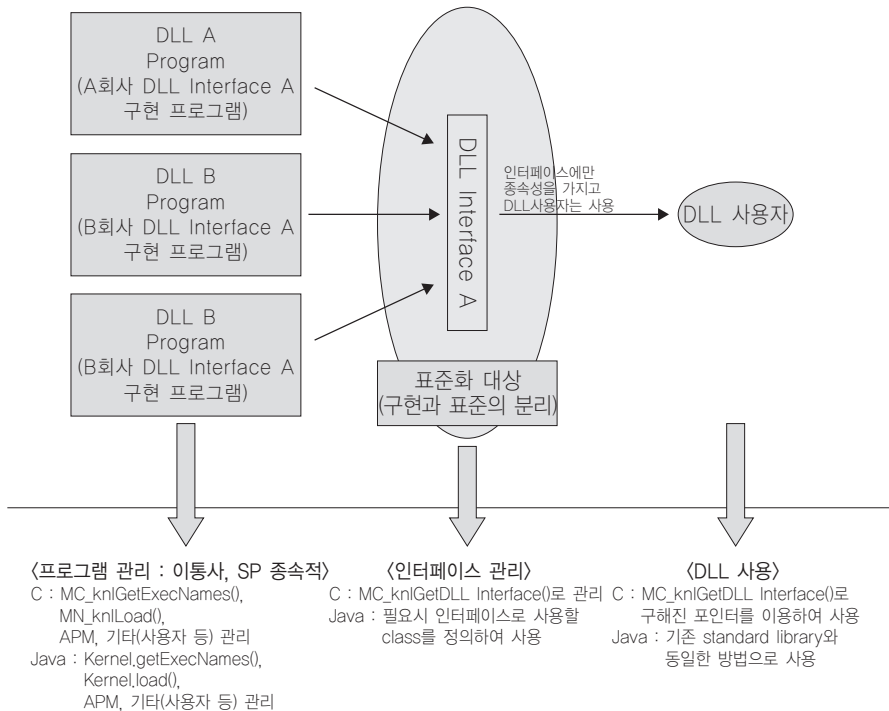 DLL A
Program
(A회사 DLL Interface A
구현 프로그램)
DLL B
Program
(B회사 DLL Interface A
구현 프로그램)
DLL B
Program
(B회사 DLL Interface A
구현 프로그램)
DLL Interface A
표준화 대상
(구현과 표준의 분리)
인터페이스에만
종속성을 가지고
DLL사용자는 사용
DLL 사용자
〈프로그램 관리 : 이통사, SP 종속적〉
C : MC_knlGetExecNames(),
MN_knlLoad(),
APM, 기타(사용자 등) 관리
Java : Kernel.getExecNames(),
Kernel.load(),
APM, 기타(사용자 등) 관리
〈인터페이스 관리〉
C : MC_knlGetDLL Interface()로 관리
Java : 필요시 인터페이스로 사용할
class를 정의하여 사용
〈DLL 사용〉
C : MC_knlGetDLL Interface()로
구해진 포인터를 이용하여 사용
Java : 기존 standard library와
동일한 방법으로 사용